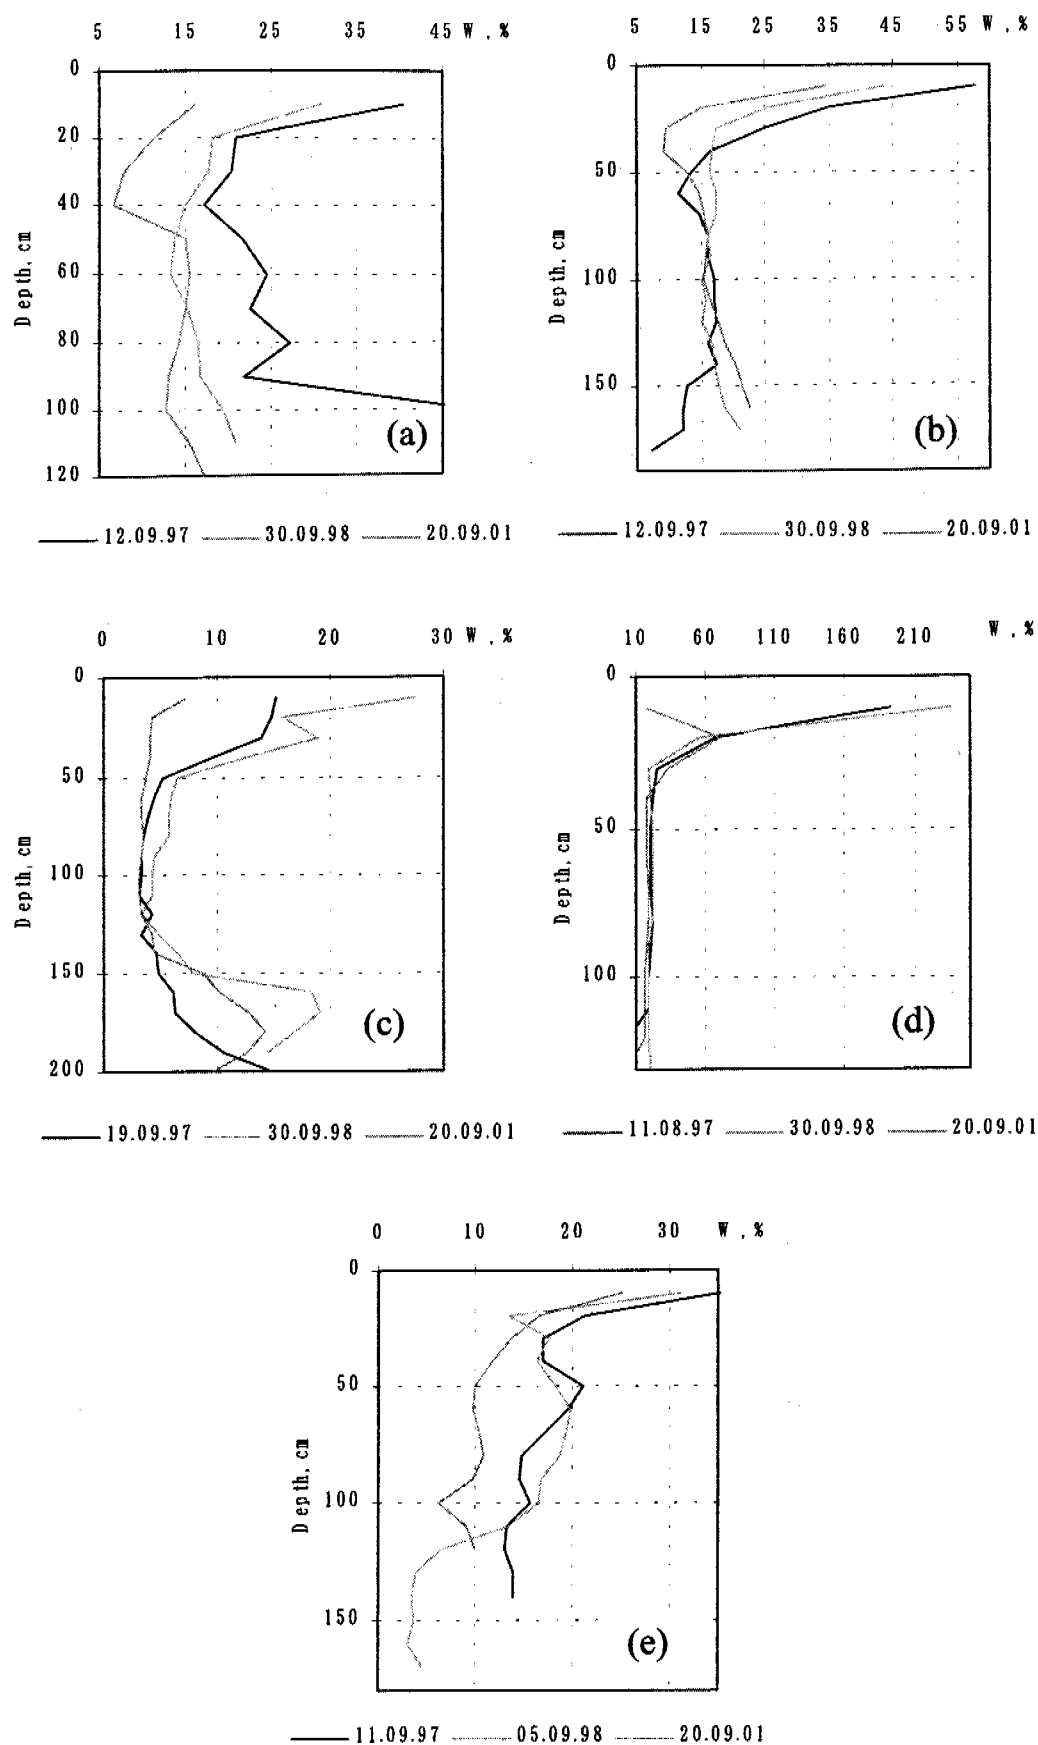 5 15 25 35 45 W , %
0
20
40
60
80
100
120
Depth, cm
(a)
12.09.97 30.09.98 20.09.01
5 15 25 35 45 55 W , %
0
50
100
150
Depth, cm
(b)
12.09.97 30.09.98 20.09.01
0 10 20 30 W , %
0
50
100
150
200
Depth, cm
(c)
19.09.97 30.09.98 20.09.01
10 60 110 160 210 W , %
0
50
100
Depth, cm
(d)
11.08.97 30.09.98 20.09.01
0 10 20 30 W , %
0
50
100
150
Depth, cm
(e)
11.09.97 05.09.98 20.09.01